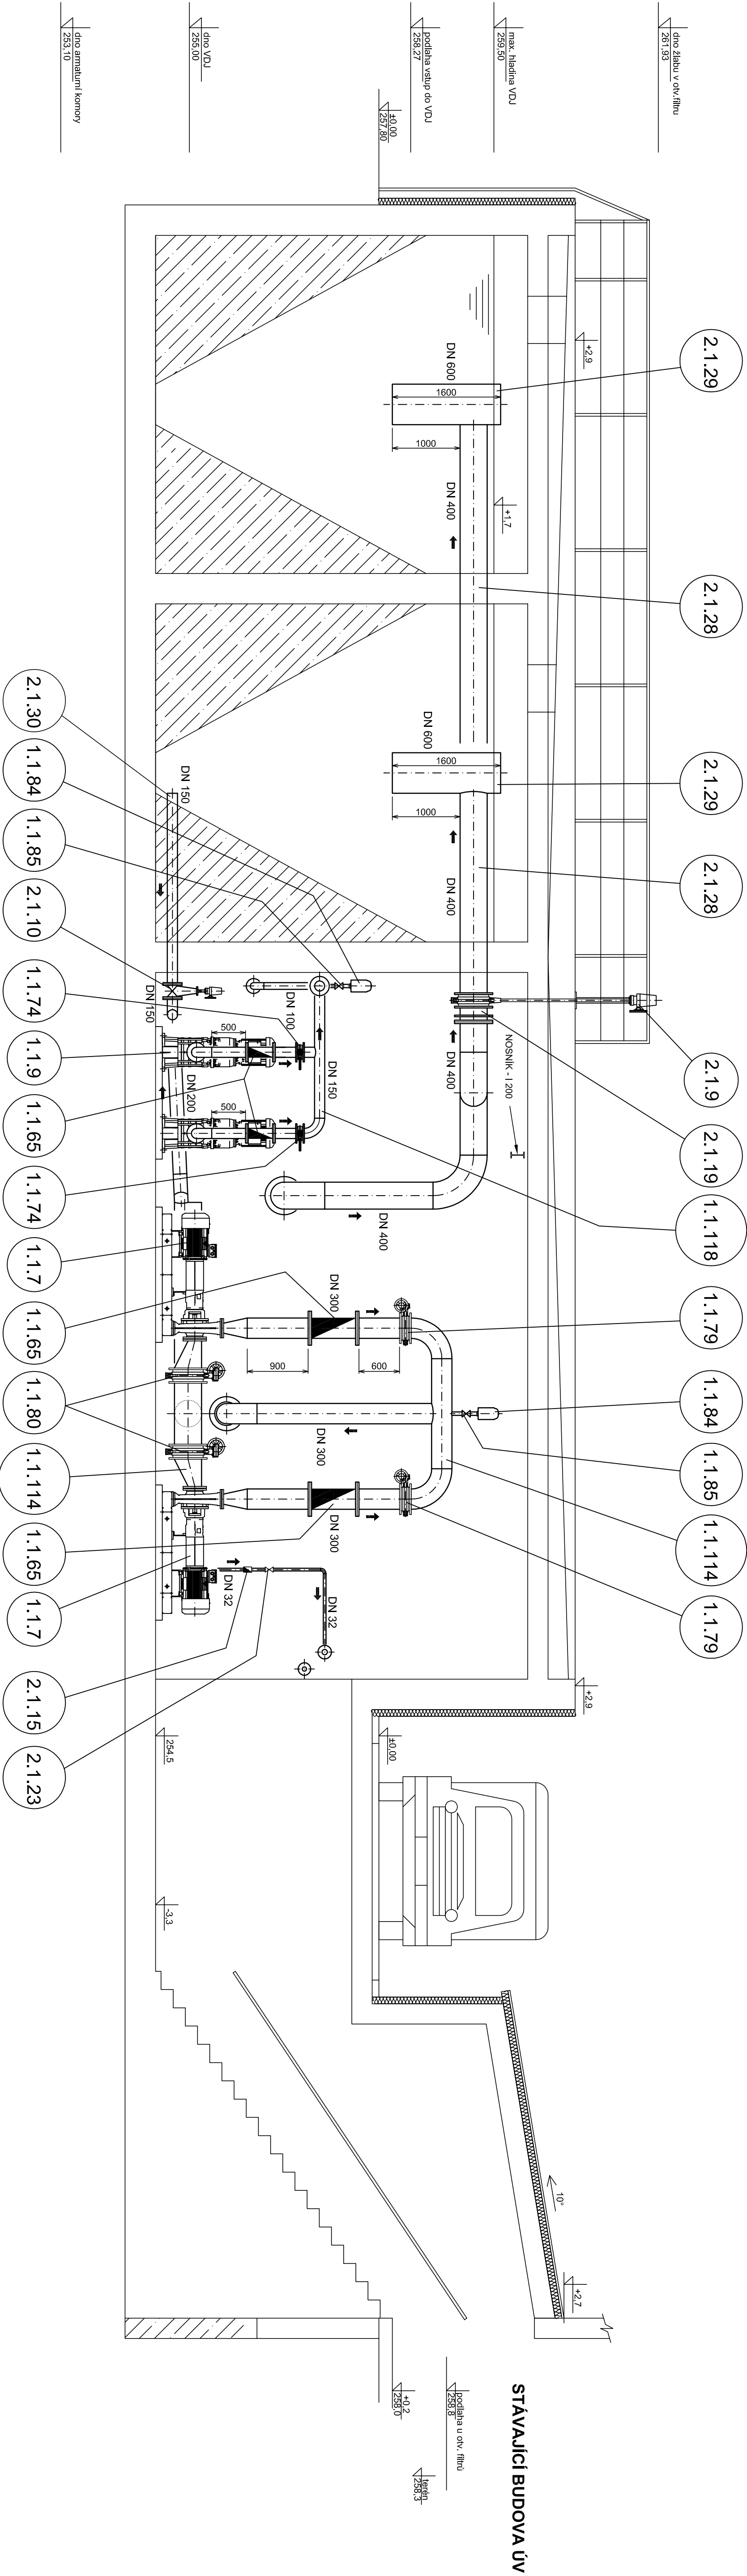 dno žlabu v otv.filtru
261,93
max. hladina VDJ
259,50
podlaha vstup do VDJ
258,27
±0,00
257,80
dno VDJ
255,00
dno armaturní komory
253,10
2.1.29
2.1.28
2.1.29
2.1.28
2.1.9
2.1.19
1.1.118
1.1.79
1.1.84
1.1.85
1.1.114
1.1.79
+2,9
+1,7
DN 600
1600
1000
DN 400
DN 600
1600
1000
DN 400
DN 400
NOSNÍK - I 200
DN 400
DN 150
DN 150
DN 100
DN 150
500
DN 200
500
DN 300
900
600
DN 300
DN 300
DN 32
DN 32
+2,9
±0,00
254,5
-3,3
10°
+2,7
+0,2
258,0
podlaha u otv. filtrů
258,8
terén
258,3
STÁVAJÍCÍ BUDOVA ÚV
2.1.30
1.1.84
1.1.85
2.1.10
1.1.74
1.1.9
1.1.65
1.1.74
1.1.7
1.1.65
1.1.80
1.1.114
1.1.65
1.1.7
2.1.15
2.1.23